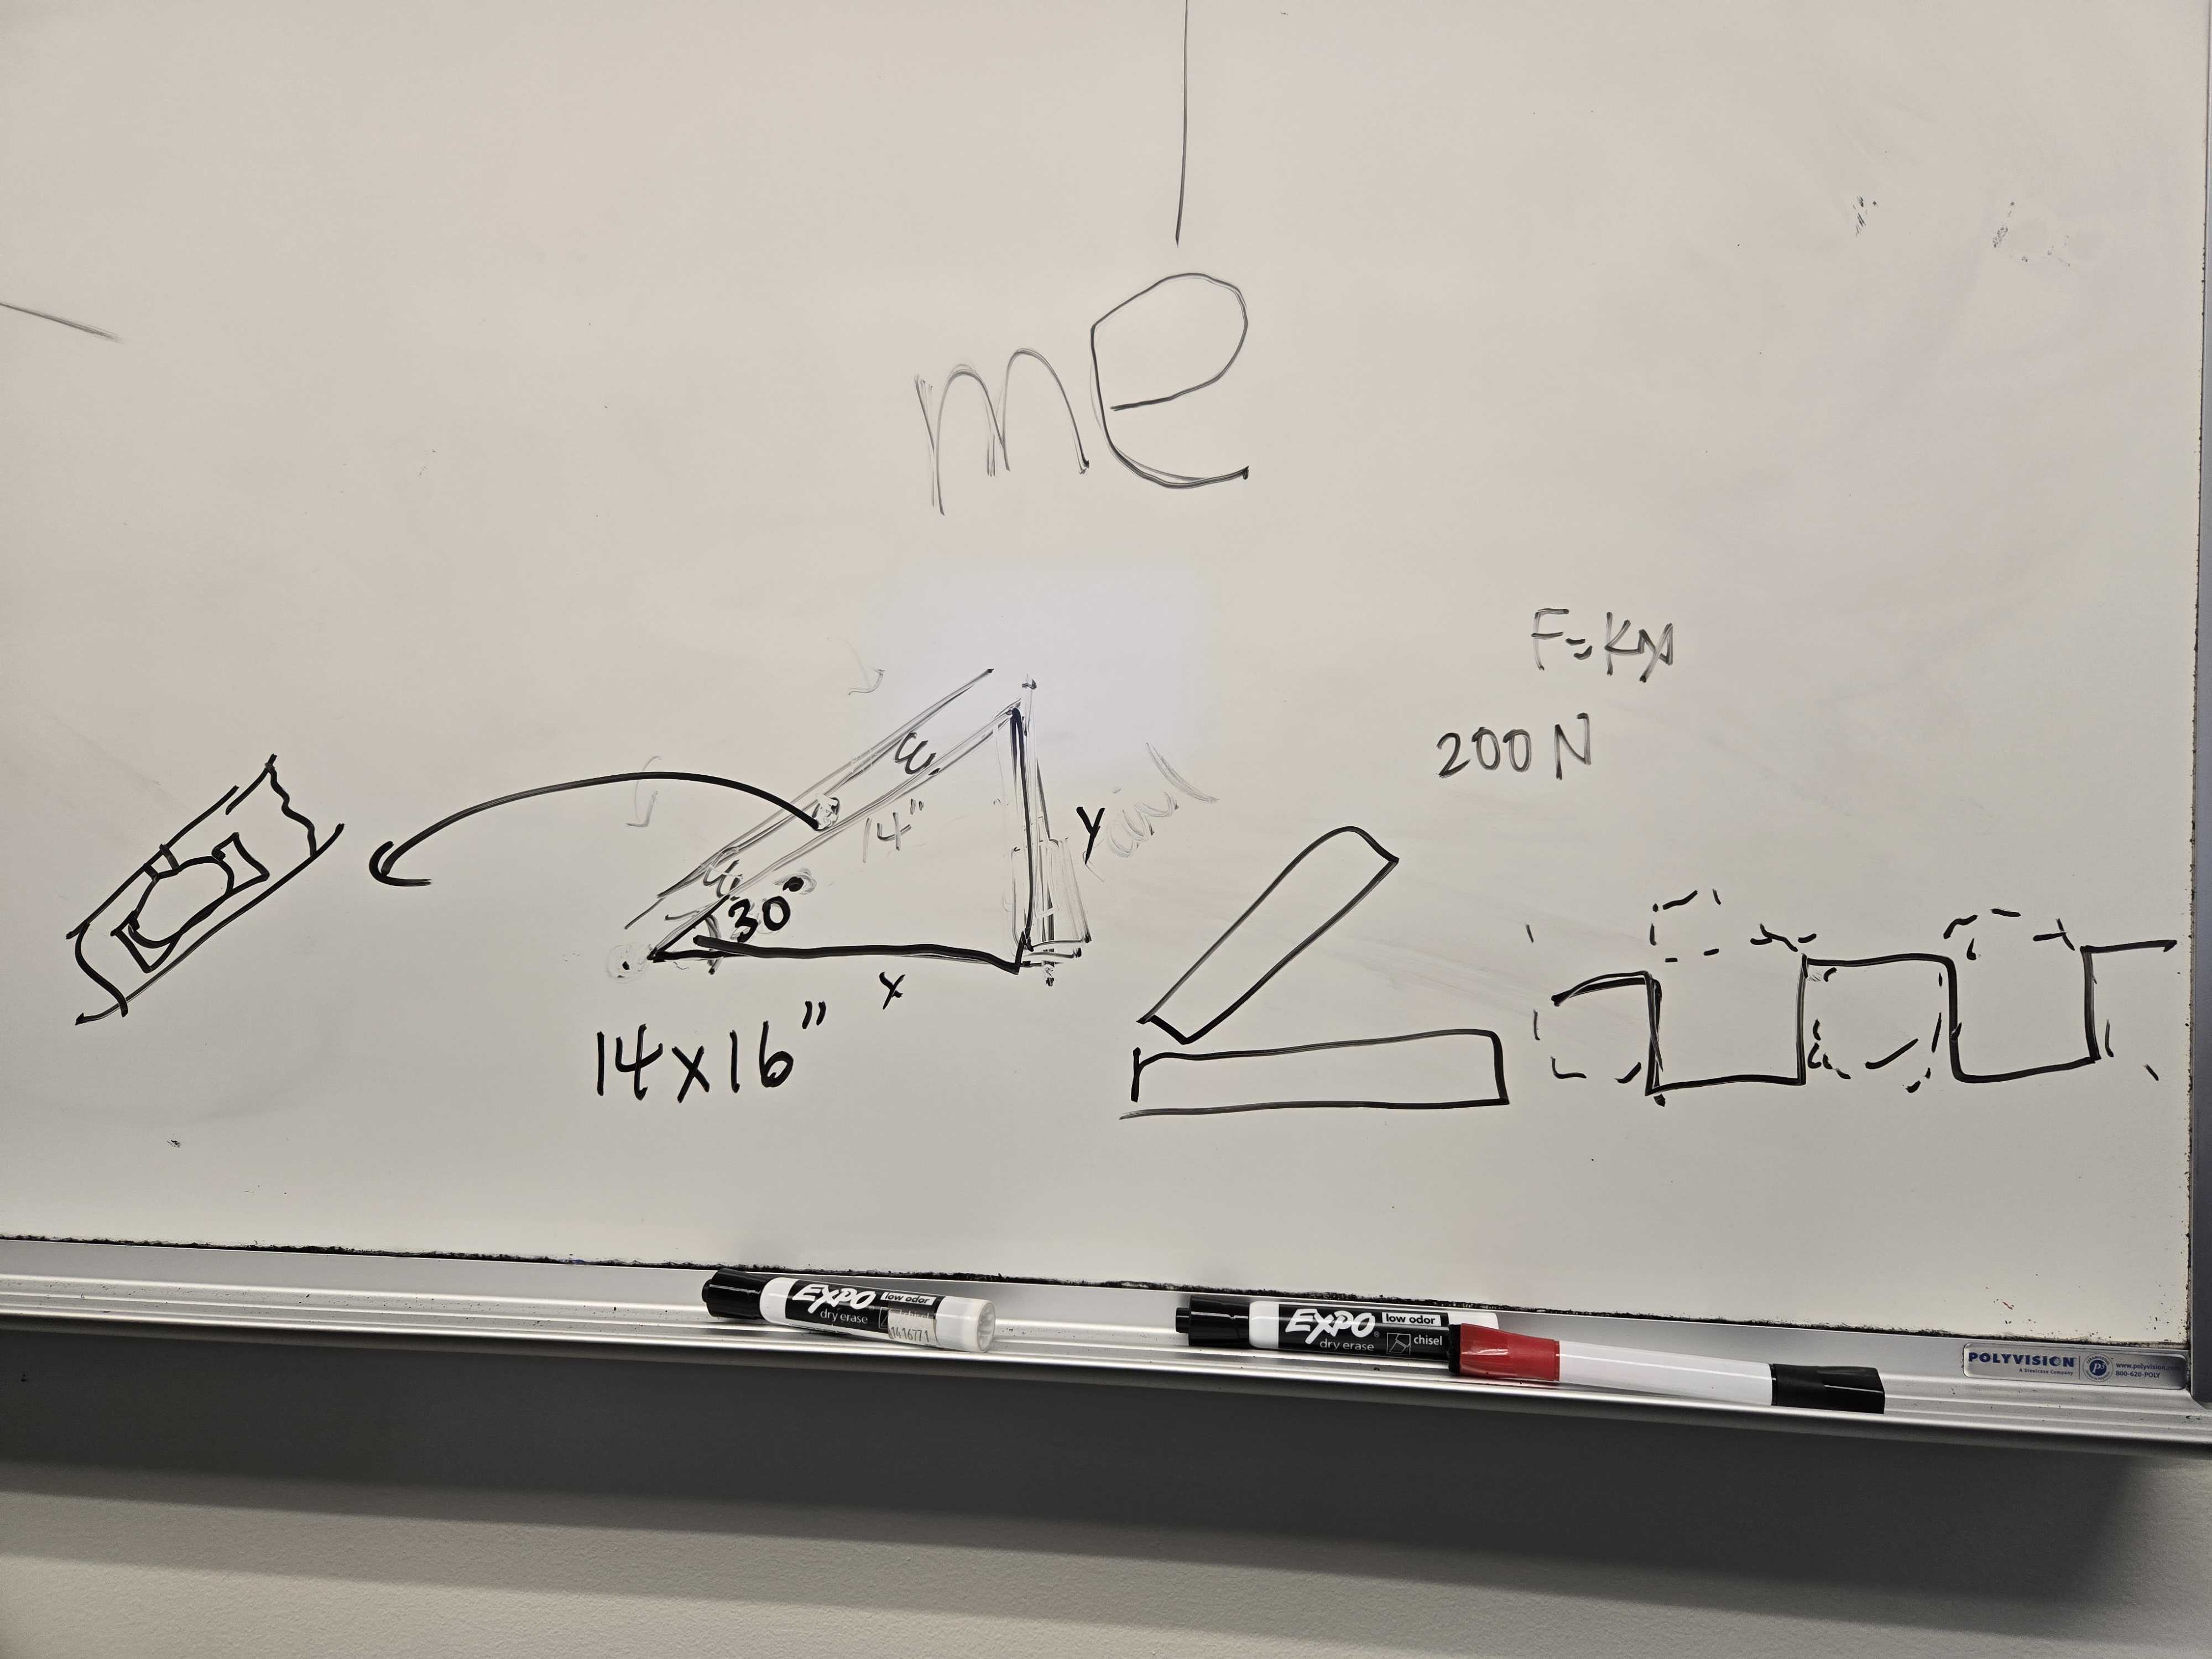 me
F=kx
200 N
14"
y
30°
x
14x16"
EXPO low odor
dry erase
1416771
EXPO low odor
dry erase chisel
POLYVISION
A Steelcase Company
www.polyvision.com
800-620-POLY